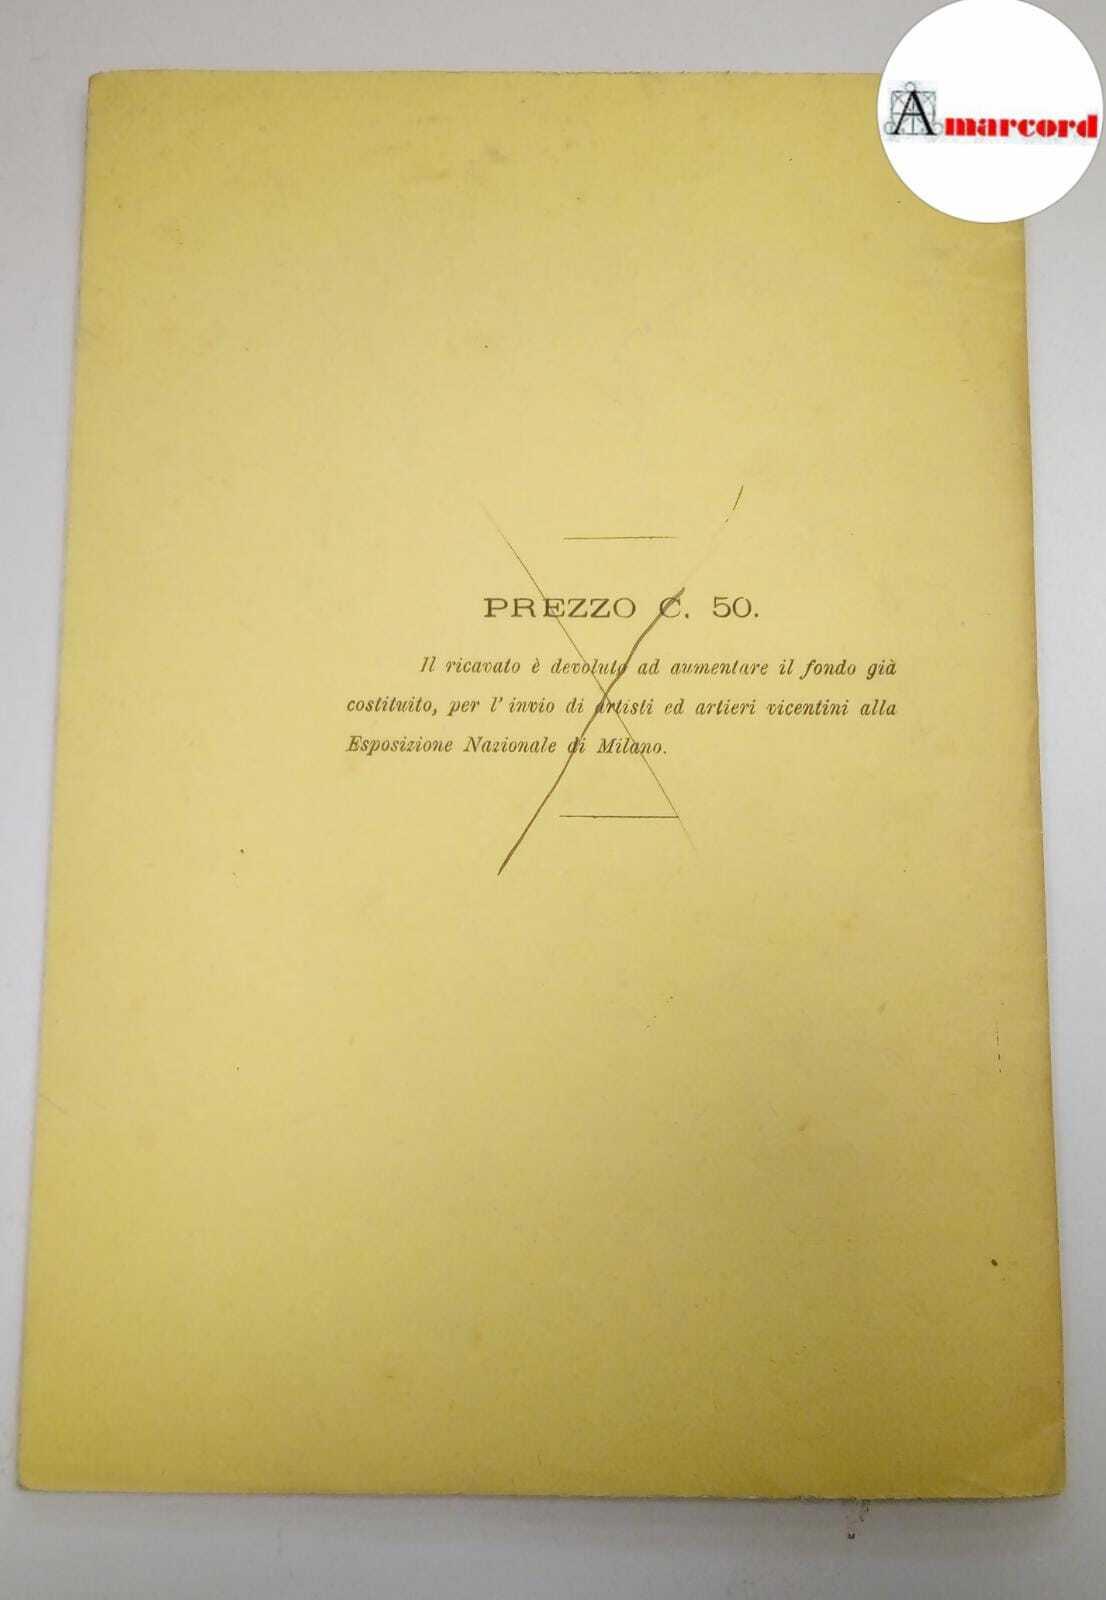 Amarcord
PREZZO C. 50.
Il ricavato è devoluto ad aumentare il fondo già
costituito, per l' invio di artisti ed artieri vicentini alla
Esposizione Nazionale di Milano.